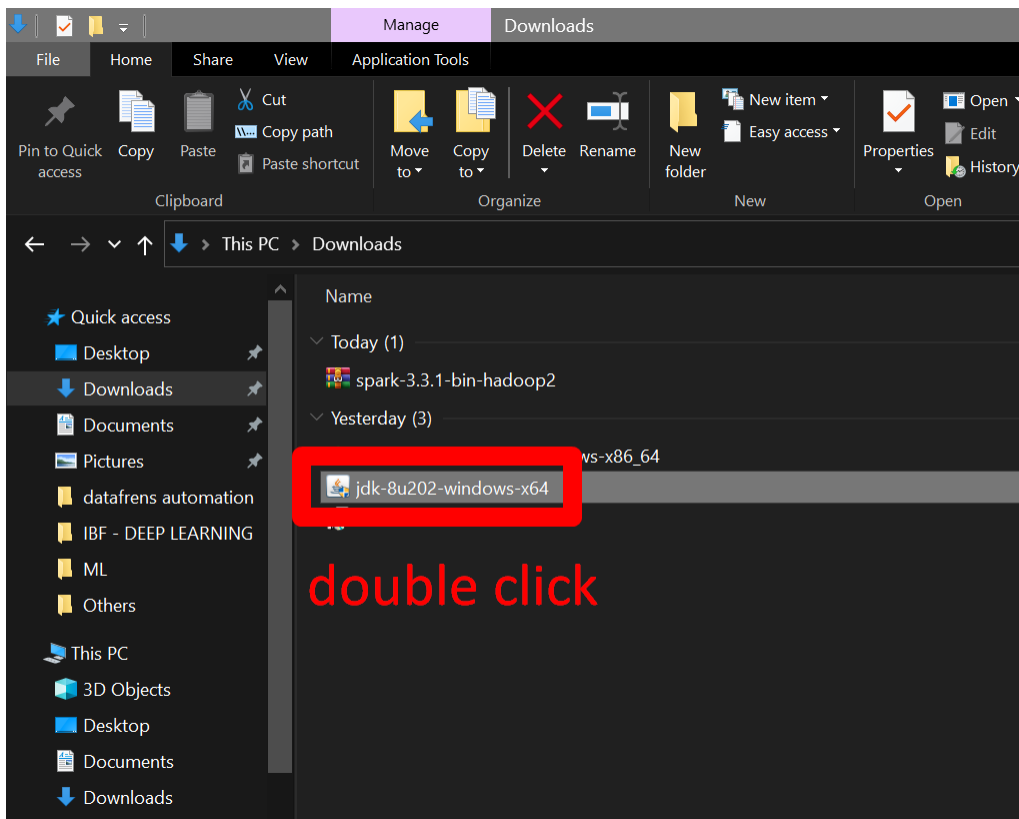 Manage Downloads
File Home Share View Application Tools
Pin to Quick access
Copy
Paste
Cut
Copy path
Paste shortcut
Clipboard
Move to
Copy to
Delete
Rename
Organize
New folder
New item
Easy access
New
Properties
Open
Edit
History
Open
This PC > Downloads
Quick access
Desktop
Downloads
Documents
Pictures
datafrens automation
IBF - DEEP LEARNING
ML
Others
This PC
3D Objects
Desktop
Documents
Downloads
Name
Today (1)
spark-3.3.1-bin-hadoop2
Yesterday (3)
ws-x86_64
jdk-8u202-windows-x64
double click